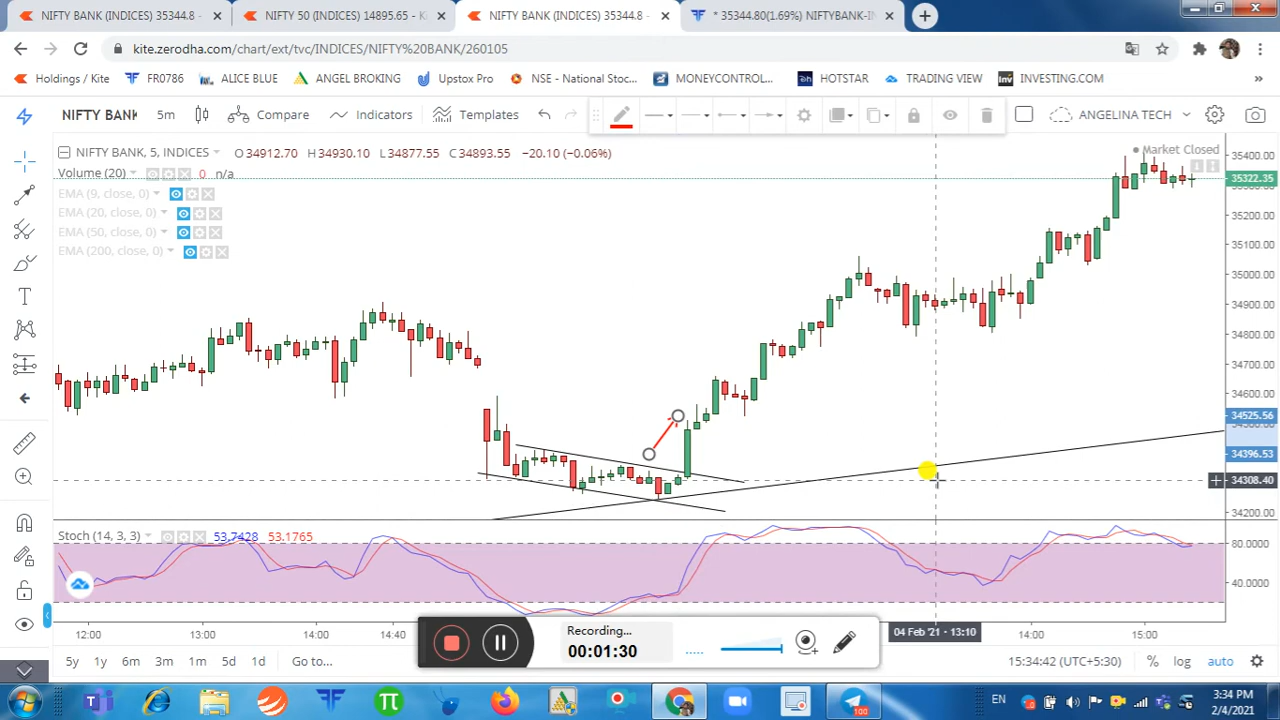 NIFTY BANK (INDICES) 35344.8 - ×
NIFTY 50 (INDICES) 14895.65 - K ×
NIFTY BANK (INDICES) 35344.8 - ×
* 35344.80(1.69%) NIFTYBANK-IN ×
kite.zerodha.com/chart/ext/tvc/INDICES/NIFTY%20BANK/260105
Holdings / Kite FR0786 ALICE BLUE ANGEL BROKING Upstox Pro NSE - National Stoc... MONEYCONTROL... HOTSTAR TRADING VIEW INVESTING.COM »
NIFTY BANK 5m Compare Indicators Templates ANGELINA TECH
NIFTY BANK, 5, INDICES O34912.70 H34930.10 L34877.55 C34893.55 −20.10 (−0.06%)
Market Closed
Volume (20) 0 n/a
EMA (9, close, 0)
EMA (20, close, 0)
EMA (50, close, 0)
EMA (200, close, 0)
35400.00
35322.35
35200.00
35100.00
35000.00
34900.00
34800.00
34700.00
34600.00
34525.56
34396.53
34308.40
34200.00
Stoch (14, 3, 3) 53.7428 53.1765
80.0000
40.0000
12:00 13:00 14:00 14:40 04 Feb '21 - 13:10 14:00 15:00
Recording...
00:01:30
5y 1y 6m 3m 1m 5d 1d Go to... 15:34:42 (UTC+5:30) % log auto
100
EN
3:34 PM
2/4/2021